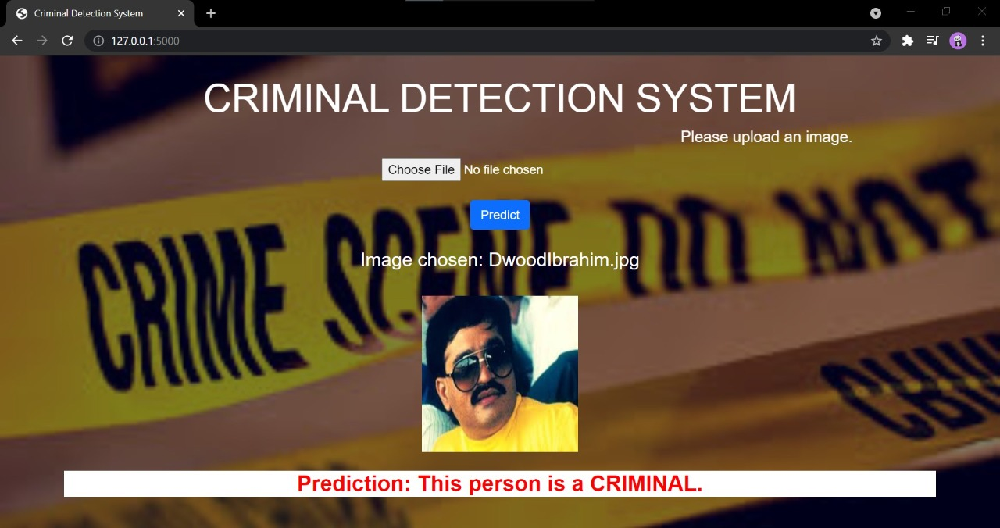 Criminal Detection System
127.0.0.1:5000
CRIMINAL DETECTION SYSTEM
Please upload an image.
Choose File No file chosen
Predict
Image chosen: DwoodIbrahim.jpg
CRIME SCENE DO NOT
Prediction: This person is a CRIMINAL.